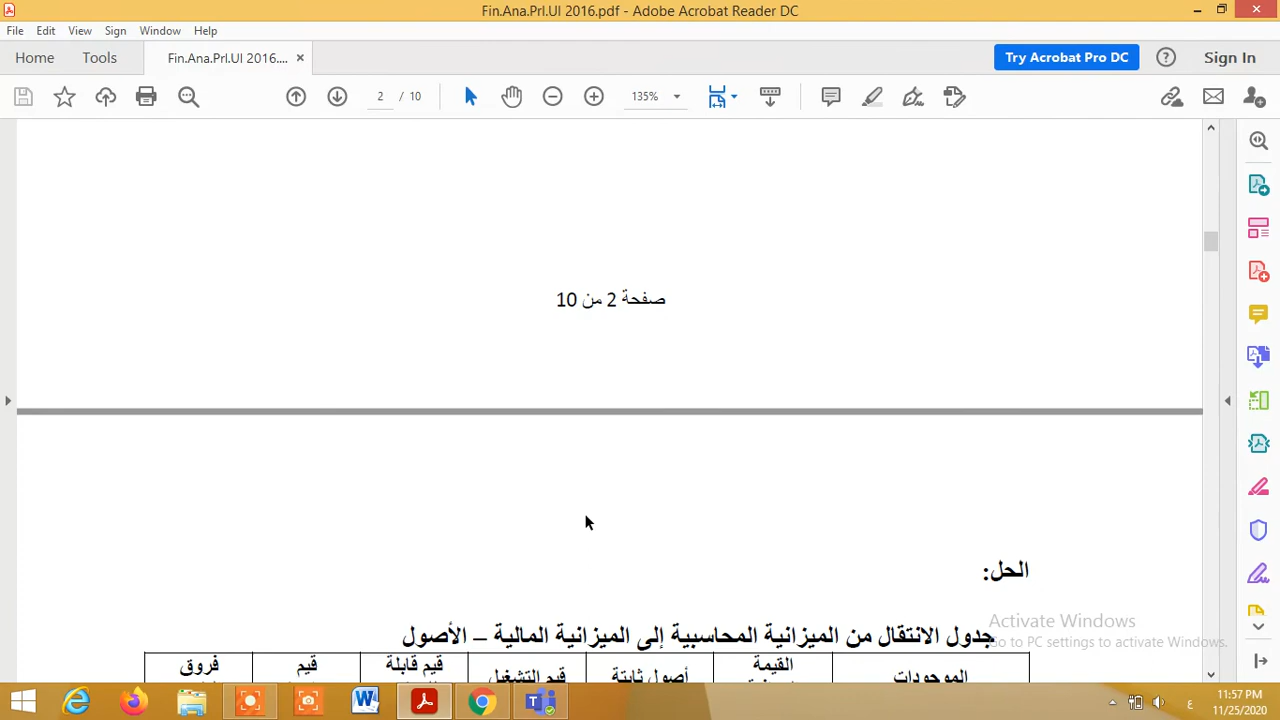 Fin.Ana.Prl.UI 2016.pdf - Adobe Acrobat Reader DC
File Edit View Sign Window Help
Home Tools Fin.Ana.Prl.UI 2016.... × Try Acrobat Pro DC Sign In
2 / 10 135%
صفحة 2 من 10
الحل:
جدول الانتقال من الميزانية المحاسبية إلى الميزانية المالية – الأصول
الموجودات القيمة أصول ثابتة قيم التشغيل قيم قابلة قيم فروق
Activate Windows
Go to PC settings to activate Windows.
ع 11:57 PM
11/25/2020